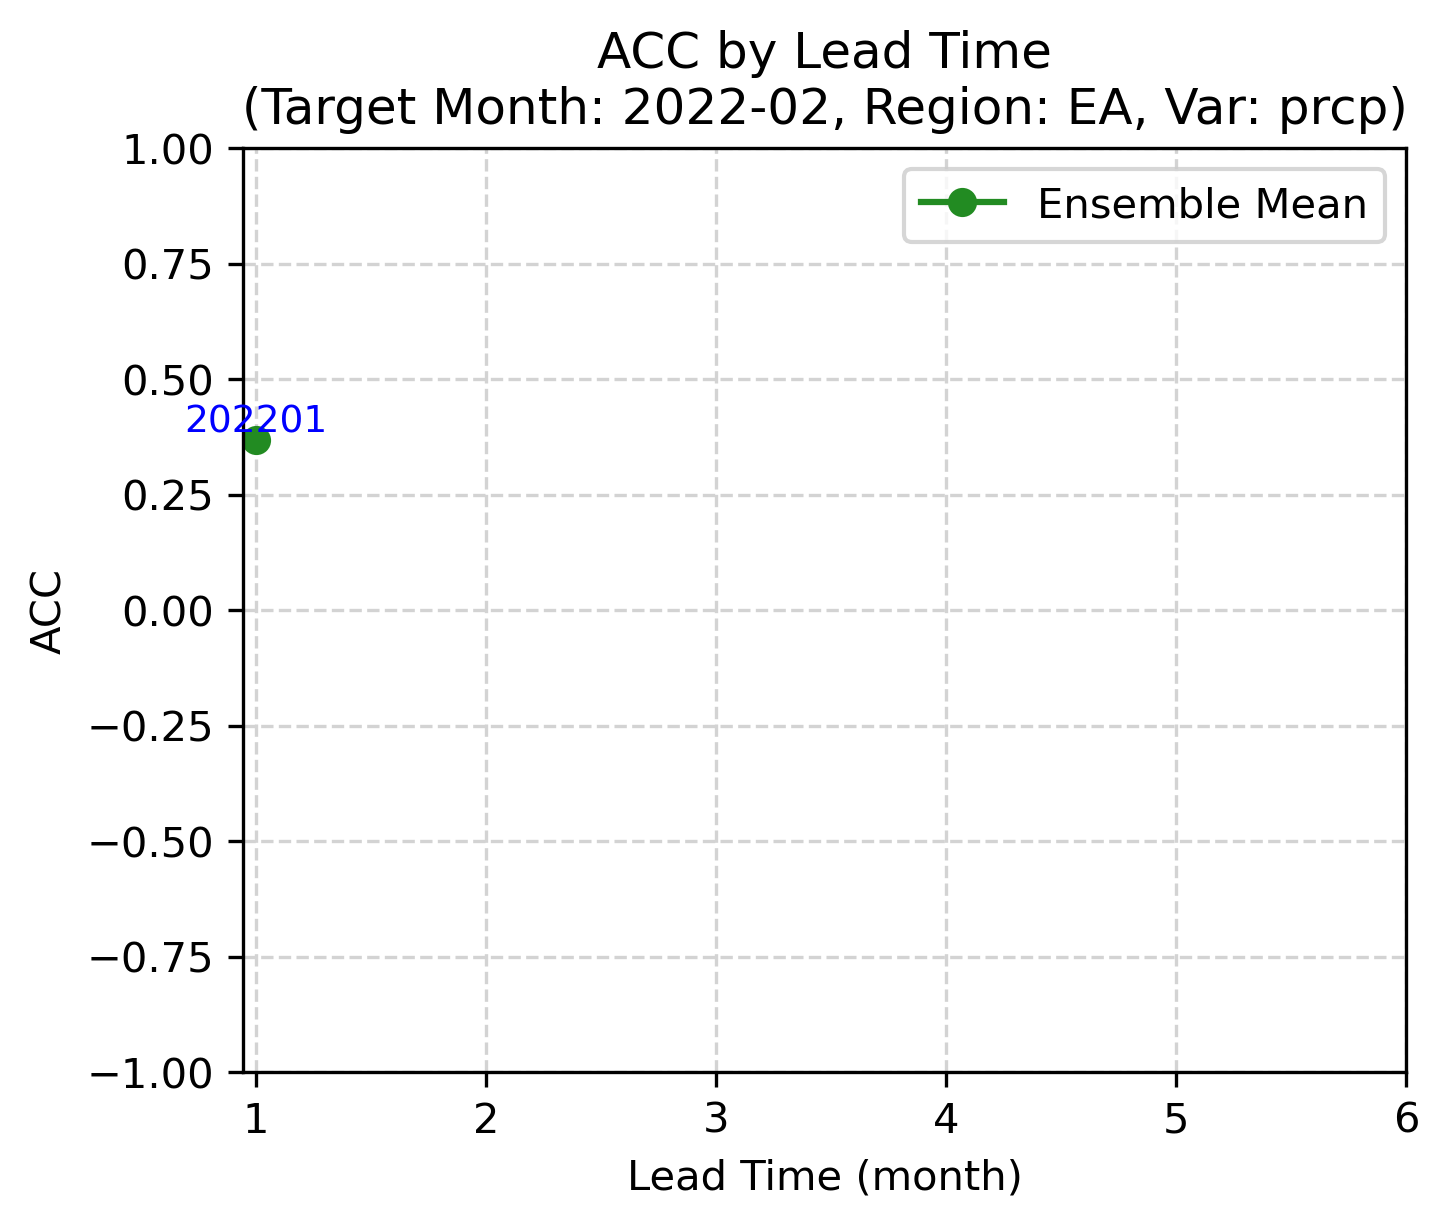 ACC by Lead Time
(Target Month: 2022-02, Region: EA, Var: prcp)
1.00
Ensemble Mean
0.75
0.50
202201
0.25
ACC
0.00
−0.25
−0.50
−0.75
−1.00
1 2 3 4 5 6
Lead Time (month)